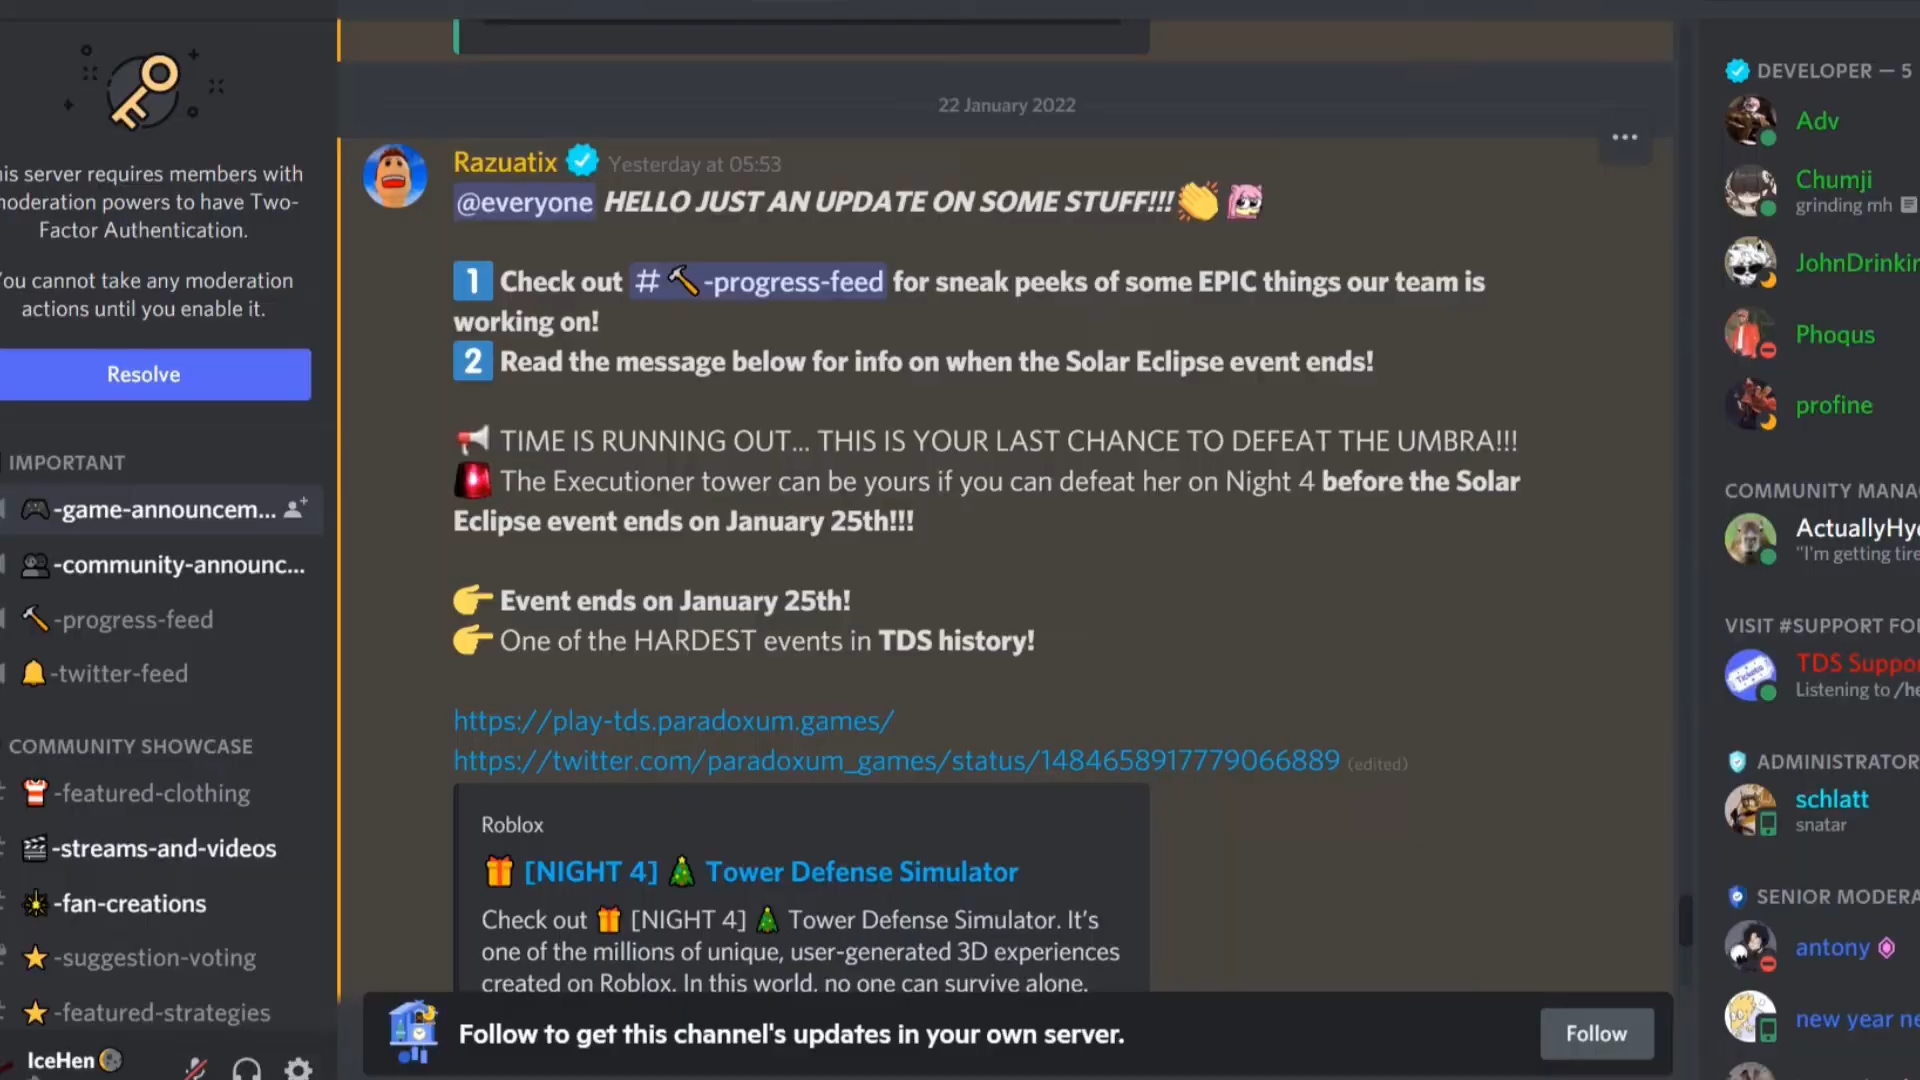 his server requires members with
moderation powers to have Two-
Factor Authentication.
You cannot take any moderation
actions until you enable it.
Resolve
IMPORTANT
-game-announcem...
-community-announc...
-progress-feed
-twitter-feed
COMMUNITY SHOWCASE
-featured-clothing
-streams-and-videos
-fan-creations
-suggestion-voting
-featured-strategies
IceHen
22 January 2022
Razuatix Yesterday at 05:53
@everyone HELLO JUST AN UPDATE ON SOME STUFF!!!
1 Check out # -progress-feed for sneak peeks of some EPIC things our team is
working on!
2 Read the message below for info on when the Solar Eclipse event ends!
TIME IS RUNNING OUT... THIS IS YOUR LAST CHANCE TO DEFEAT THE UMBRA!!!
The Executioner tower can be yours if you can defeat her on Night 4 before the Solar
Eclipse event ends on January 25th!!!
Event ends on January 25th!
One of the HARDEST events in TDS history!
https://play-tds.paradoxum.games/
https://twitter.com/paradoxum_games/status/1484658917779066889 (edited)
Roblox
[NIGHT 4] Tower Defense Simulator
Check out [NIGHT 4] Tower Defense Simulator. It's
one of the millions of unique, user-generated 3D experiences
created on Roblox. In this world, no one can survive alone.
Follow to get this channel's updates in your own server.
Follow
DEVELOPER — 5
Adv
Chumji
grinding mh
JohnDrinkin
Phoqus
profine
COMMUNITY MANA
ActuallyHy
"I'm getting tire
VISIT #SUPPORT FO
TDS Suppor
Listening to /he
ADMINISTRATOR
schlatt
snatar
SENIOR MODERA
antony
new year ne